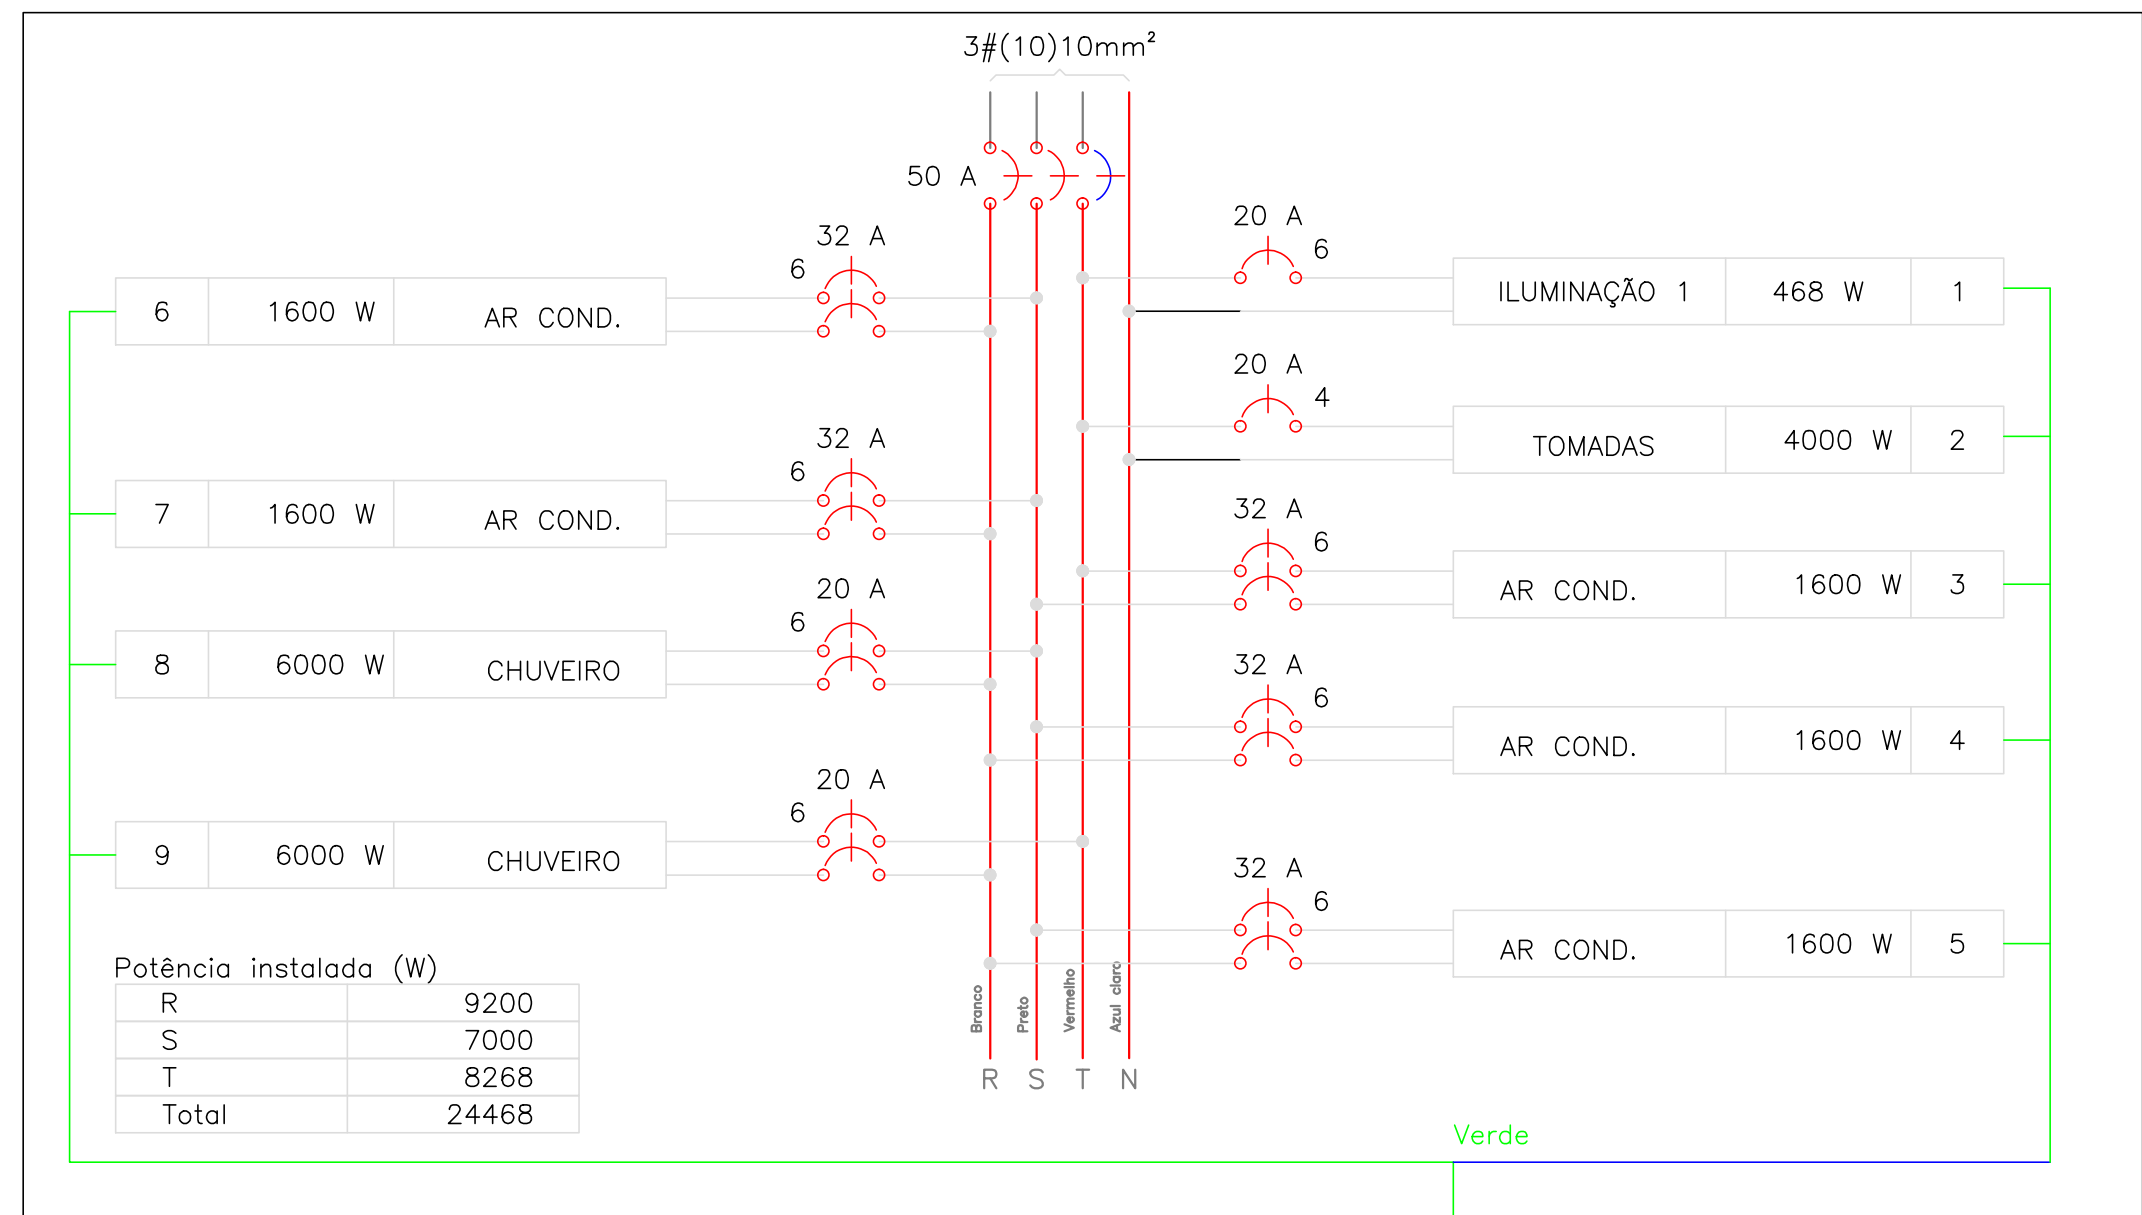 3#(10)10mm²
50 A
32 A
6
6 1600 W AR COND.
32 A
6
7 1600 W AR COND.
20 A
6
8 6000 W CHUVEIRO
20 A
6
9 6000 W CHUVEIRO
20 A
6
ILUMINAÇÃO 1 468 W 1
20 A
4
TOMADAS 4000 W 2
32 A
6
AR COND. 1600 W 3
32 A
6
AR COND. 1600 W 4
32 A
6
AR COND. 1600 W 5
Branco
Preto
Vermelho
Azul claro
R S T N
Potência instalada (W)
R 9200
S 7000
T 8268
Total 24468
Verde